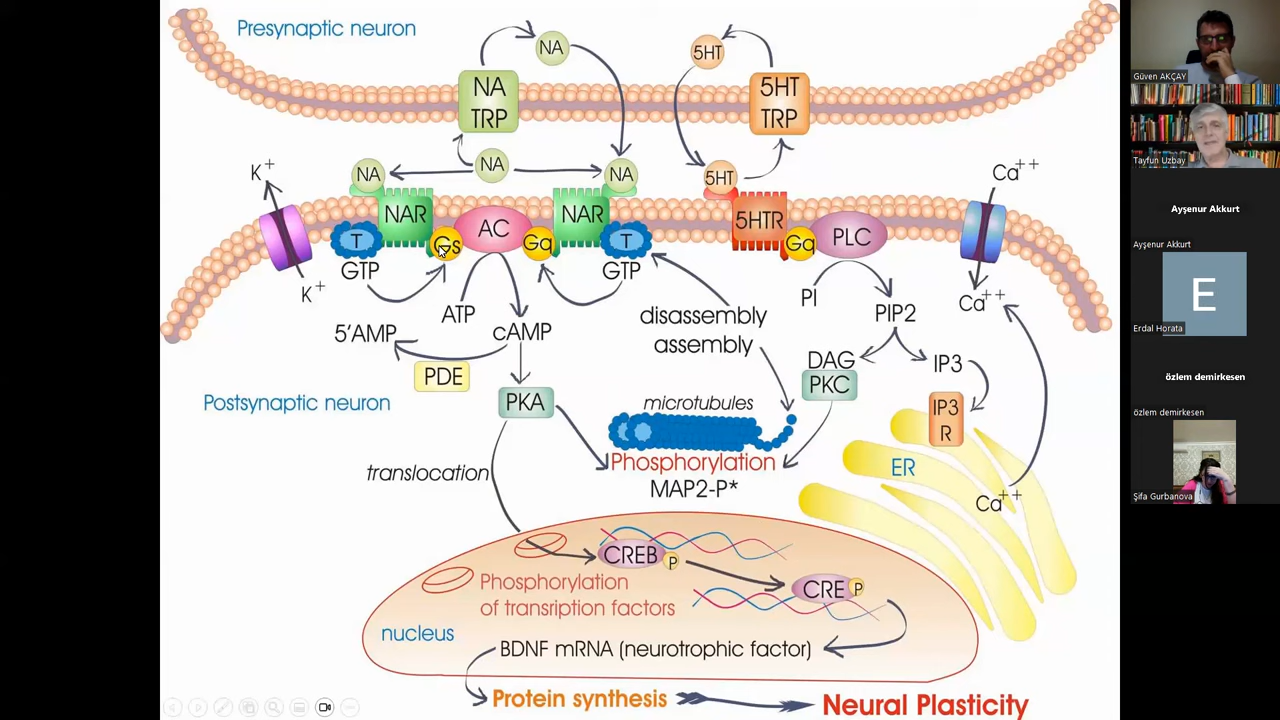 Presynaptic neuron
NA
5HT
NA
TRP
5HT
TRP
K+
NA
NA
NA
5HT
Ca++
NAR
Gs
AC
Gq
NAR
5HTR
Gq
PLC
T
T
GTP
GTP
K+
ATP
cAMP
5'AMP
PDE
PKA
disassembly
assembly
PI
PIP2
Ca++
DAG
PKC
IP3
IP3
R
Postsynaptic neuron
microtubules
Phosphorylation
MAP2-P*
ER
Ca++
translocation
CREB
P
CRE
P
Phosphorylation
of transription factors
nucleus
BDNF mRNA (neurotrophic factor)
Protein synthesis
Neural Plasticity
Güven AKÇAY
Tayfun Uzbay
Ayşenur Akkurt
Ayşenur Akkurt
E
Erdal Horata
özlem demirkesen
özlem demirkesen
Şifa Gurbanova